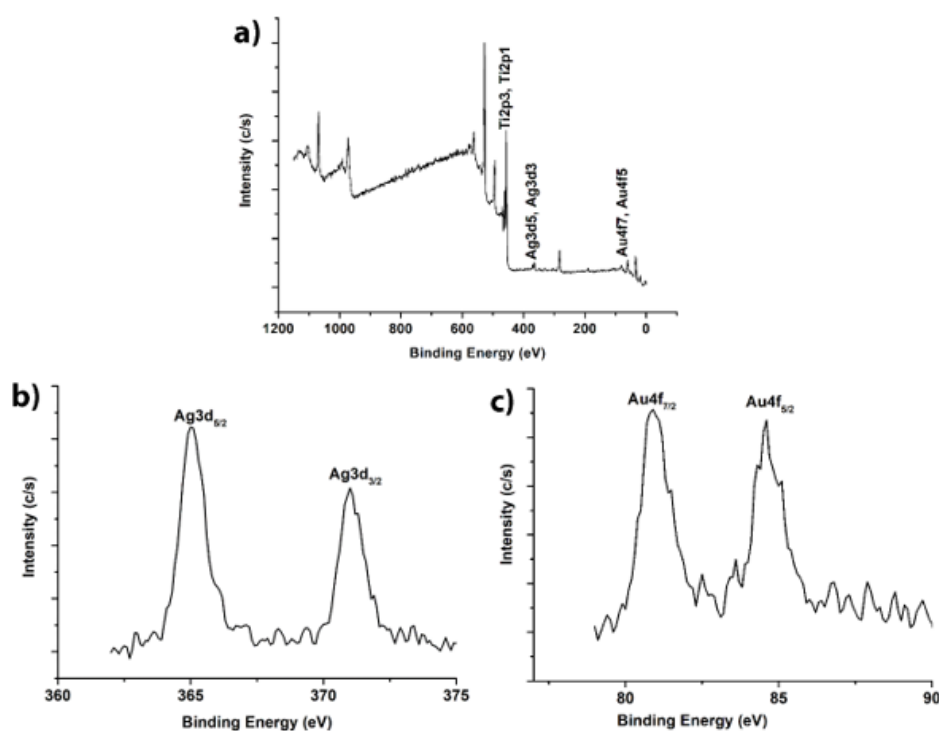 a)
Intensity (c/s)
Ti2p3, Ti2p1
Ag3d5, Ag3d3
Au4f7, Au4f5
1200 1000 800 600 400 200 0
Binding Energy (eV)
b)
Ag3d5/2
Ag3d3/2
Intensity (c/s)
360 365 370 375
Binding Energy (eV)
c)
Au4f7/2
Au4f5/2
Intensity (c/s)
80 85 90
Binding Energy (eV)